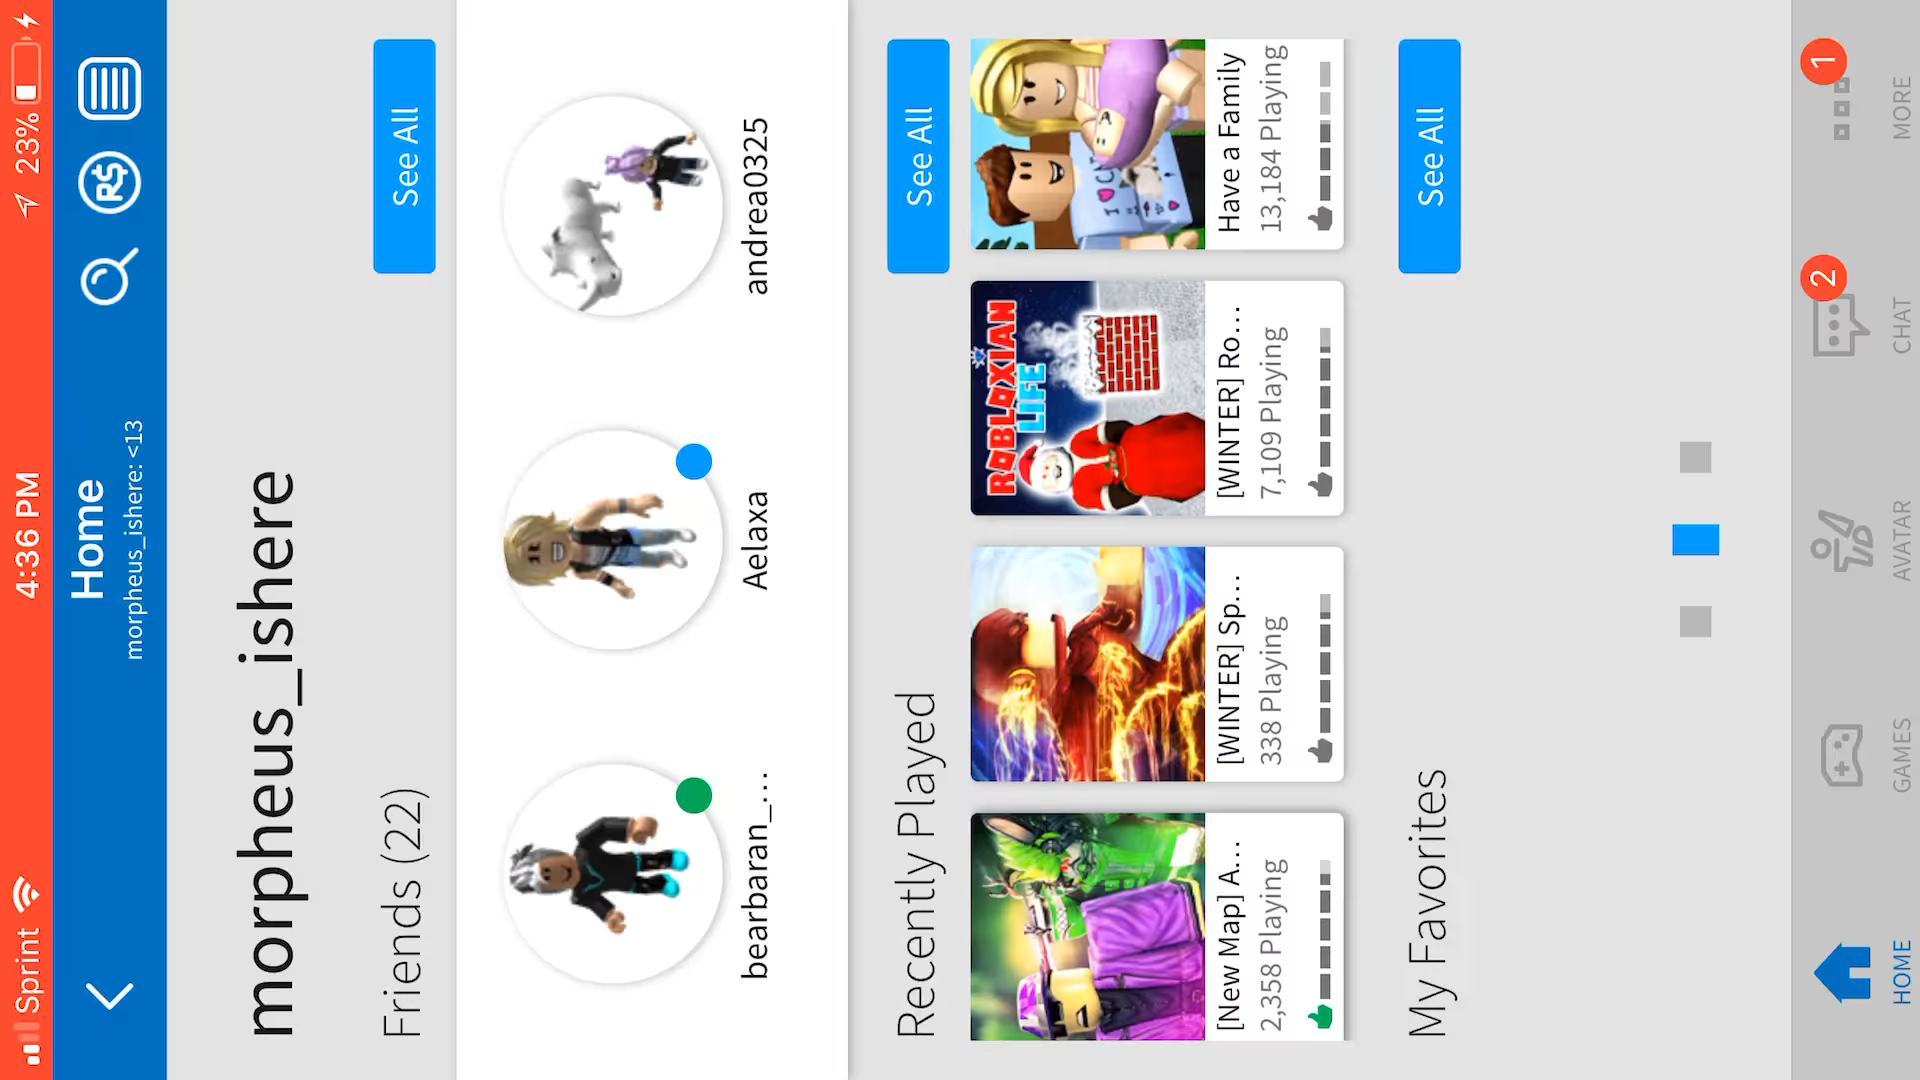 Sprint 4:36 PM 23%
Home
morpheus_ishere: <13
R$
morpheus_ishere
Friends (22) See All
bearbaran_... Aelaxa andrea0325
Recently Played See All
ROBLOXIAN
LIFE
[New Map] A... [WINTER] Sp... [WINTER] Ro... Have a Family
2,358 Playing 338 Playing 7,109 Playing 13,184 Playing
My Favorites See All
2 1
HOME GAMES AVATAR CHAT MORE